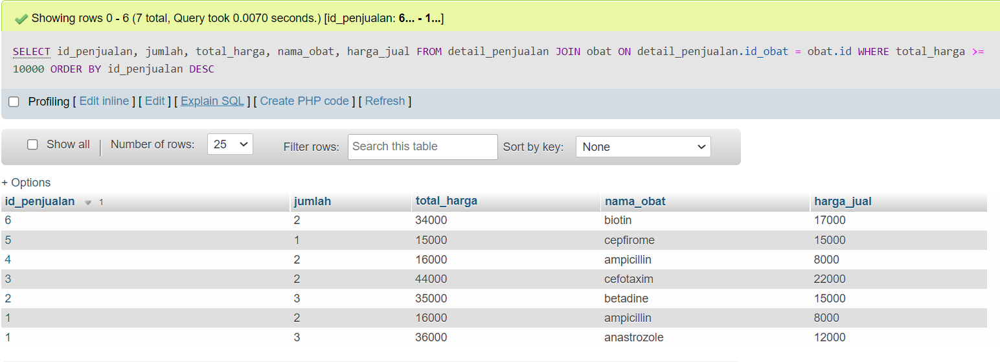 Showing rows 0 - 6 (7 total, Query took 0.0070 seconds.) [id_penjualan: 6... - 1...]
SELECT id_penjualan, jumlah, total_harga, nama_obat, harga_jual FROM detail_penjualan JOIN obat ON detail_penjualan.id_obat = obat.id WHERE total_harga >=
10000 ORDER BY id_penjualan DESC
Profiling [ Edit inline ] [ Edit ] [ Explain SQL ] [ Create PHP code ] [ Refresh ]
Show all | Number of rows: 25 Filter rows: Search this table Sort by key: None
+ Options
id_penjualan 1 jumlah total_harga nama_obat harga_jual
6 2 34000 biotin 17000
5 1 15000 cepfirome 15000
4 2 16000 ampicillin 8000
3 2 44000 cefotaxim 22000
2 3 35000 betadine 15000
1 2 16000 ampicillin 8000
1 3 36000 anastrozole 12000